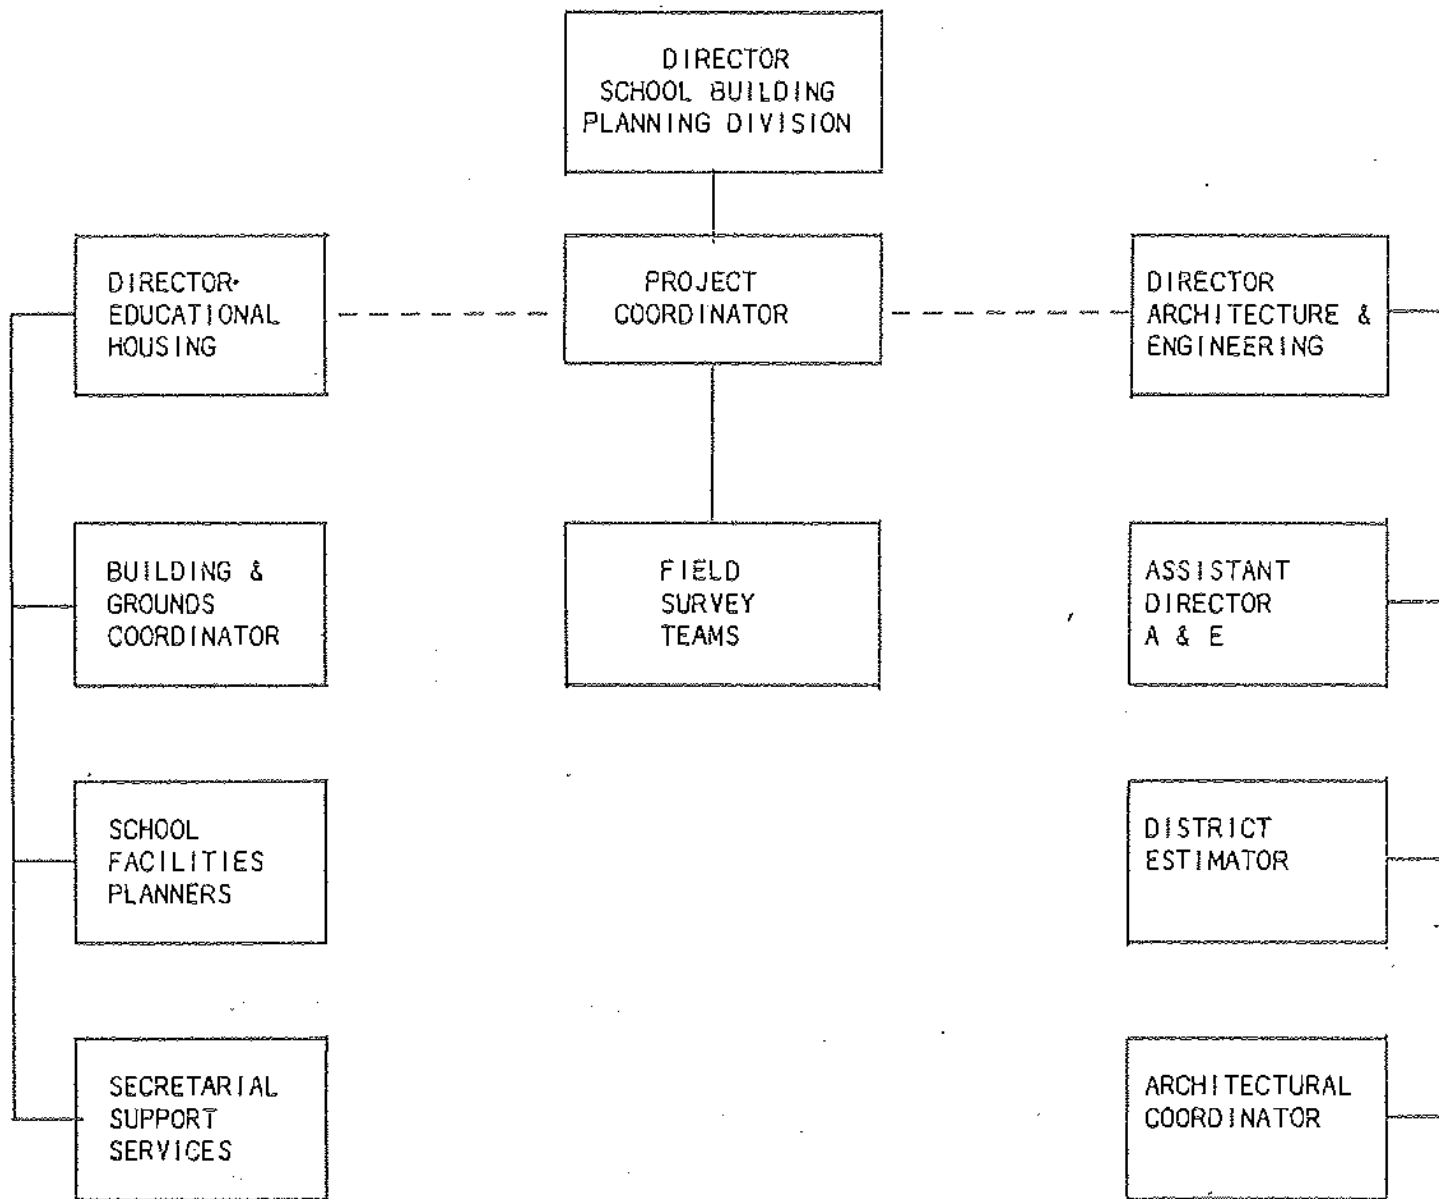 DIRECTOR
SCHOOL BUILDING
PLANNING DIVISION
DIRECTOR
EDUCATIONAL
HOUSING
PROJECT
COORDINATOR
DIRECTOR
ARCHITECTURE &
ENGINEERING
BUILDING &
GROUNDS
COORDINATOR
FIELD
SURVEY
TEAMS
ASSISTANT
DIRECTOR
A & E
SCHOOL
FACILITIES
PLANNERS
DISTRICT
ESTIMATOR
SECRETARIAL
SUPPORT
SERVICES
ARCHITECTURAL
COORDINATOR